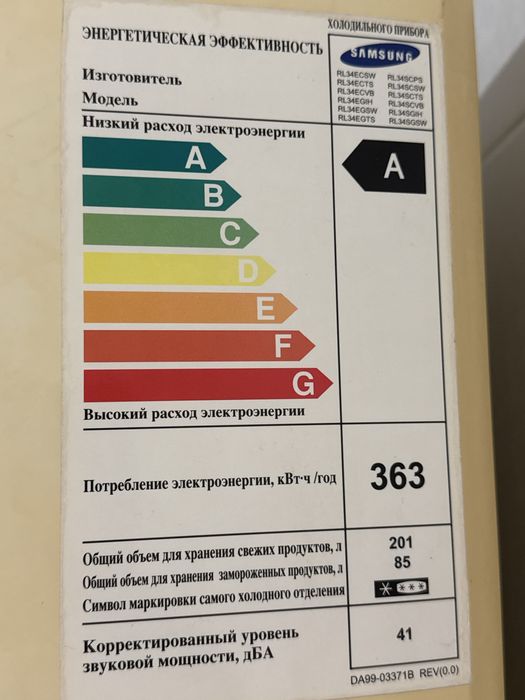 ЭНЕРГЕТИЧЕСКАЯ ЭФФЕКТИВНОСТЬ ХОЛОДИЛЬНОГО ПРИБОРА
Изготовитель SAMSUNG
Модель
RL34ECSW RL34SCPS
RL34ECTS RL34SCSW
RL34ECVB RL34SCTS
RL34EGIH RL34SCVB
RL34EGSW RL34SGIH
RL34EGTS RL34SGSW
Низкий расход электроэнергии
A A
B
C
D
E
F
G
Высокий расход электроэнергии
Потребление электроэнергии, кВт·ч /год 363
Общий объем для хранения свежих продуктов, л 201
Общий объем для хранения замороженных продуктов, л 85
Символ маркировки самого холодного отделения
Корректированный уровень
звуковой мощности, дБА 41
DA99-03371B REV(0.0)